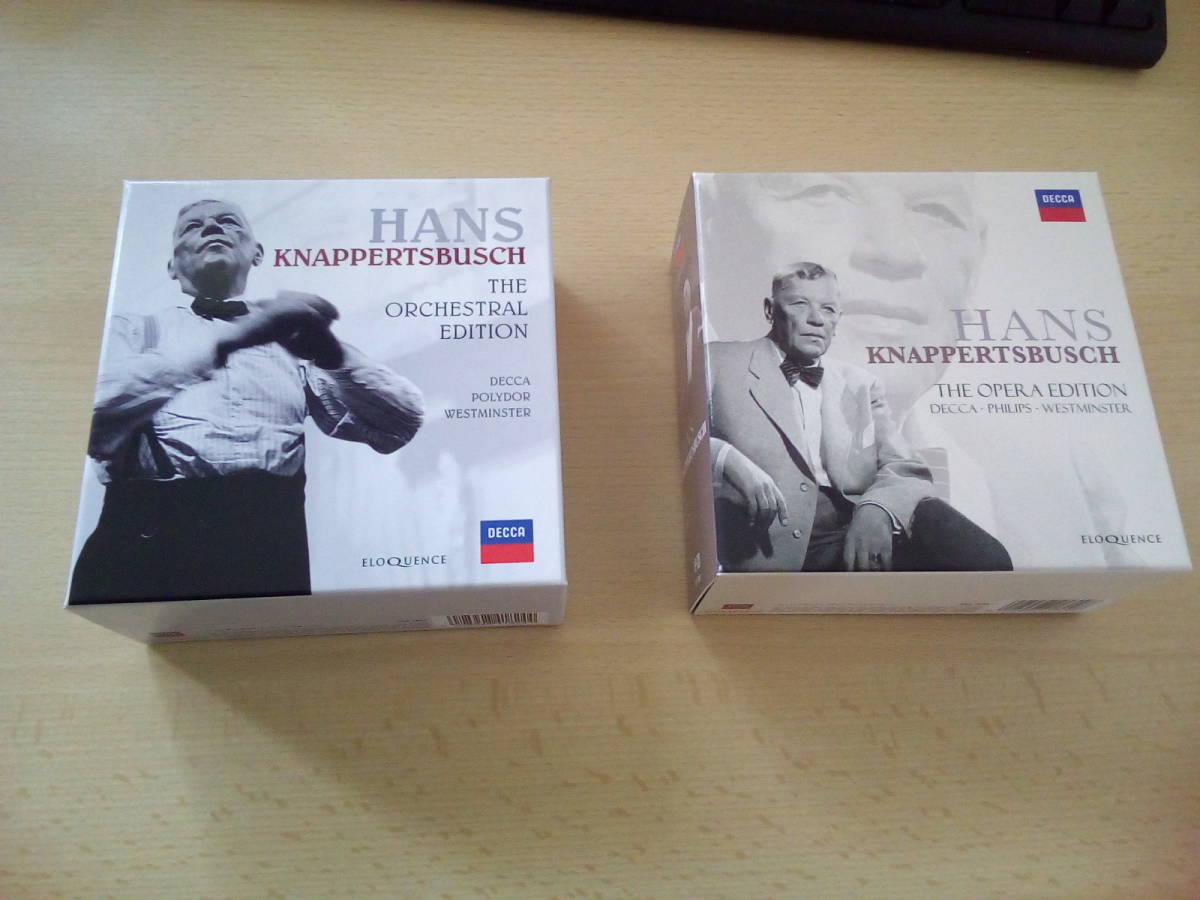 HANS
KNAPPERTSBUSCH
THE
ORCHESTRAL
EDITION
DECCA
POLYDOR
WESTMINSTER
DECCA
ELOQUENCE
DECCA
HANS
KNAPPERTSBUSCH
THE OPERA EDITION
DECCA · PHILIPS · WESTMINSTER
ELOQUENCE